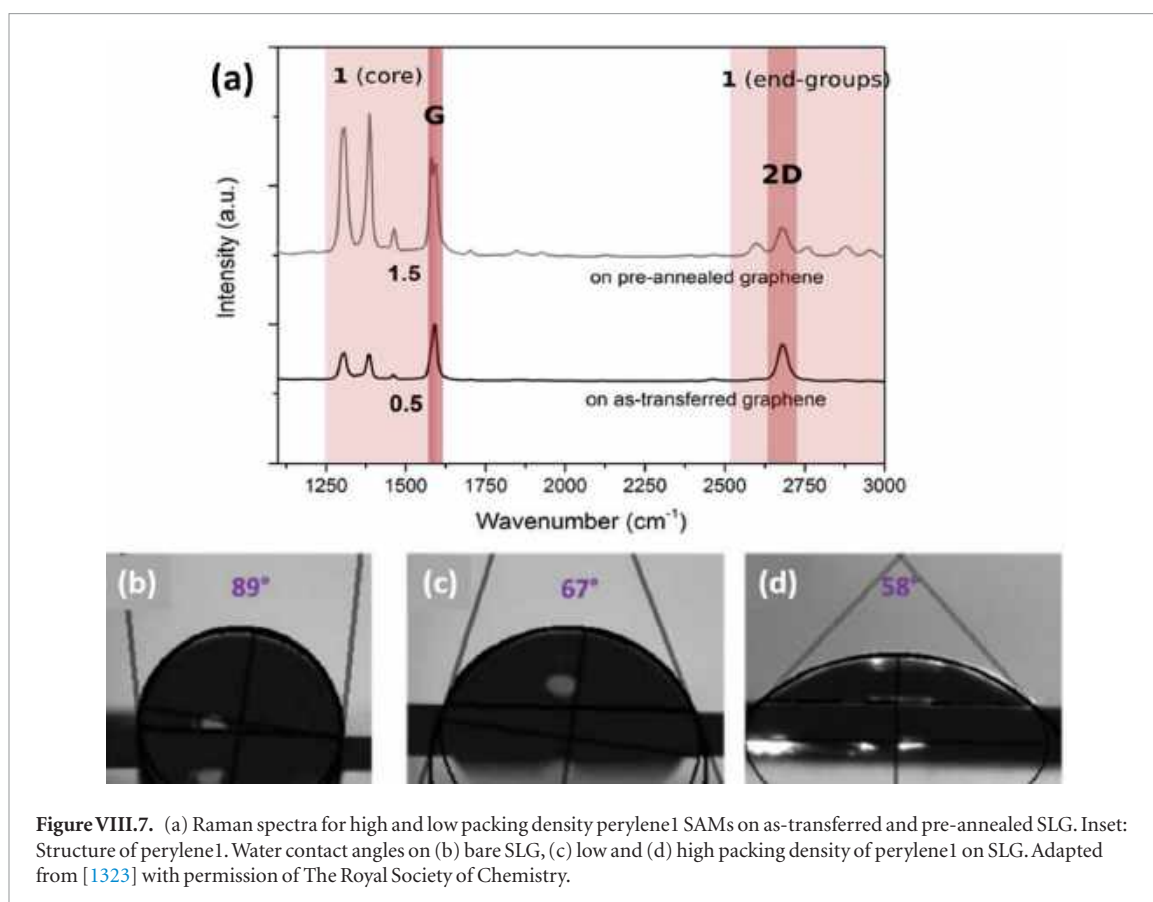 (a)
1 (core)
1 (end-groups)
G
2D
Intensity (a.u.)
1.5
on pre-annealed graphene
0.5
on as-transferred graphene
1250 1500 1750 2000 2250 2500 2750 3000
Wavenumber (cm⁻¹)
(b) 89°
(c) 67°
(d) 58°
Figure VIII.7. (a) Raman spectra for high and low packing density perylene1 SAMs on as-transferred and pre-annealed SLG. Inset:
Structure of perylene1. Water contact angles on (b) bare SLG, (c) low and (d) high packing density of perylene1 on SLG. Adapted
from [1323] with permission of The Royal Society of Chemistry.